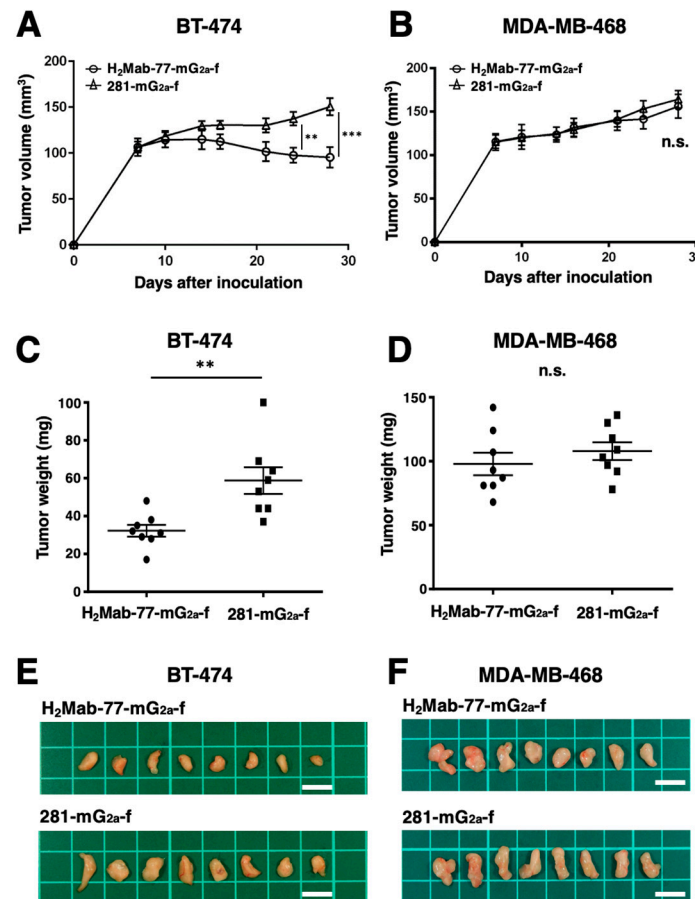 A
BT-474
Tumor volume (mm³)
200
150
100
50
0
H₂Mab-77-mG₂ₐ-f
281-mG₂ₐ-f
**
***
0
10
20
30
Days after inoculation
B
MDA-MB-468
Tumor volume (mm³)
200
150
100
50
0
H₂Mab-77-mG₂ₐ-f
281-mG₂ₐ-f
n.s.
0
10
20
Days after inoculation
C
BT-474
**
Tumor weight (mg)
100
80
60
40
20
0
H₂Mab-77-mG₂ₐ-f
281-mG₂ₐ-f
D
MDA-MB-468
n.s.
Tumor weight (mg)
150
100
50
0
H₂Mab-77-mG₂ₐ-f
281-mG₂ₐ-f
E
BT-474
H₂Mab-77-mG₂ₐ-f
281-mG₂ₐ-f
F
MDA-MB-468
H₂Mab-77-mG₂ₐ-f
281-mG₂ₐ-f